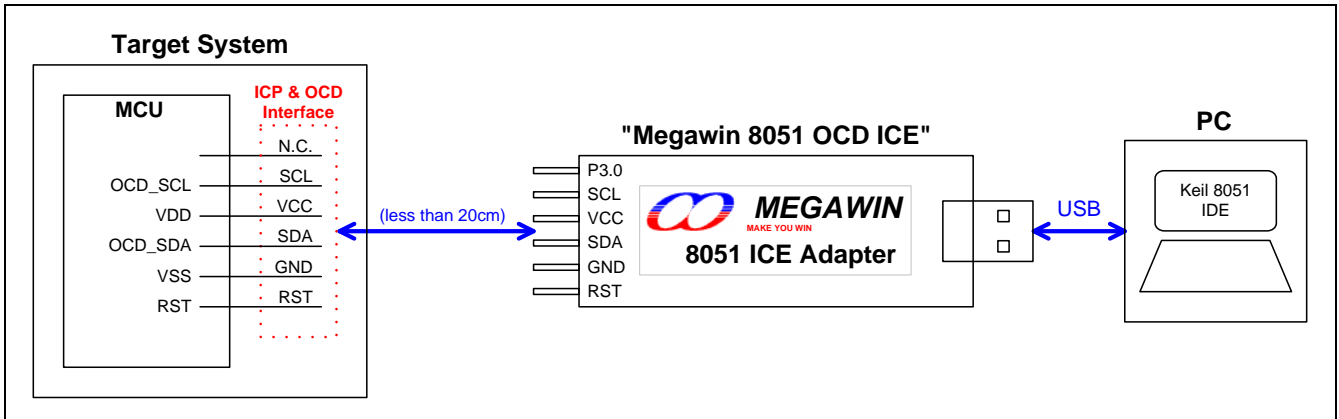 Target System
MCU
ICP & OCD
Interface
N.C.
OCD_SCL
SCL
VDD
VCC
OCD_SDA
SDA
VSS
GND
RST
RST
(less than 20cm)
"Megawin 8051 OCD ICE"
P3.0
SCL
VCC
SDA
GND
RST
MEGAWIN
MAKE YOU WIN
8051 ICE Adapter
USB
PC
Keil 8051
IDE